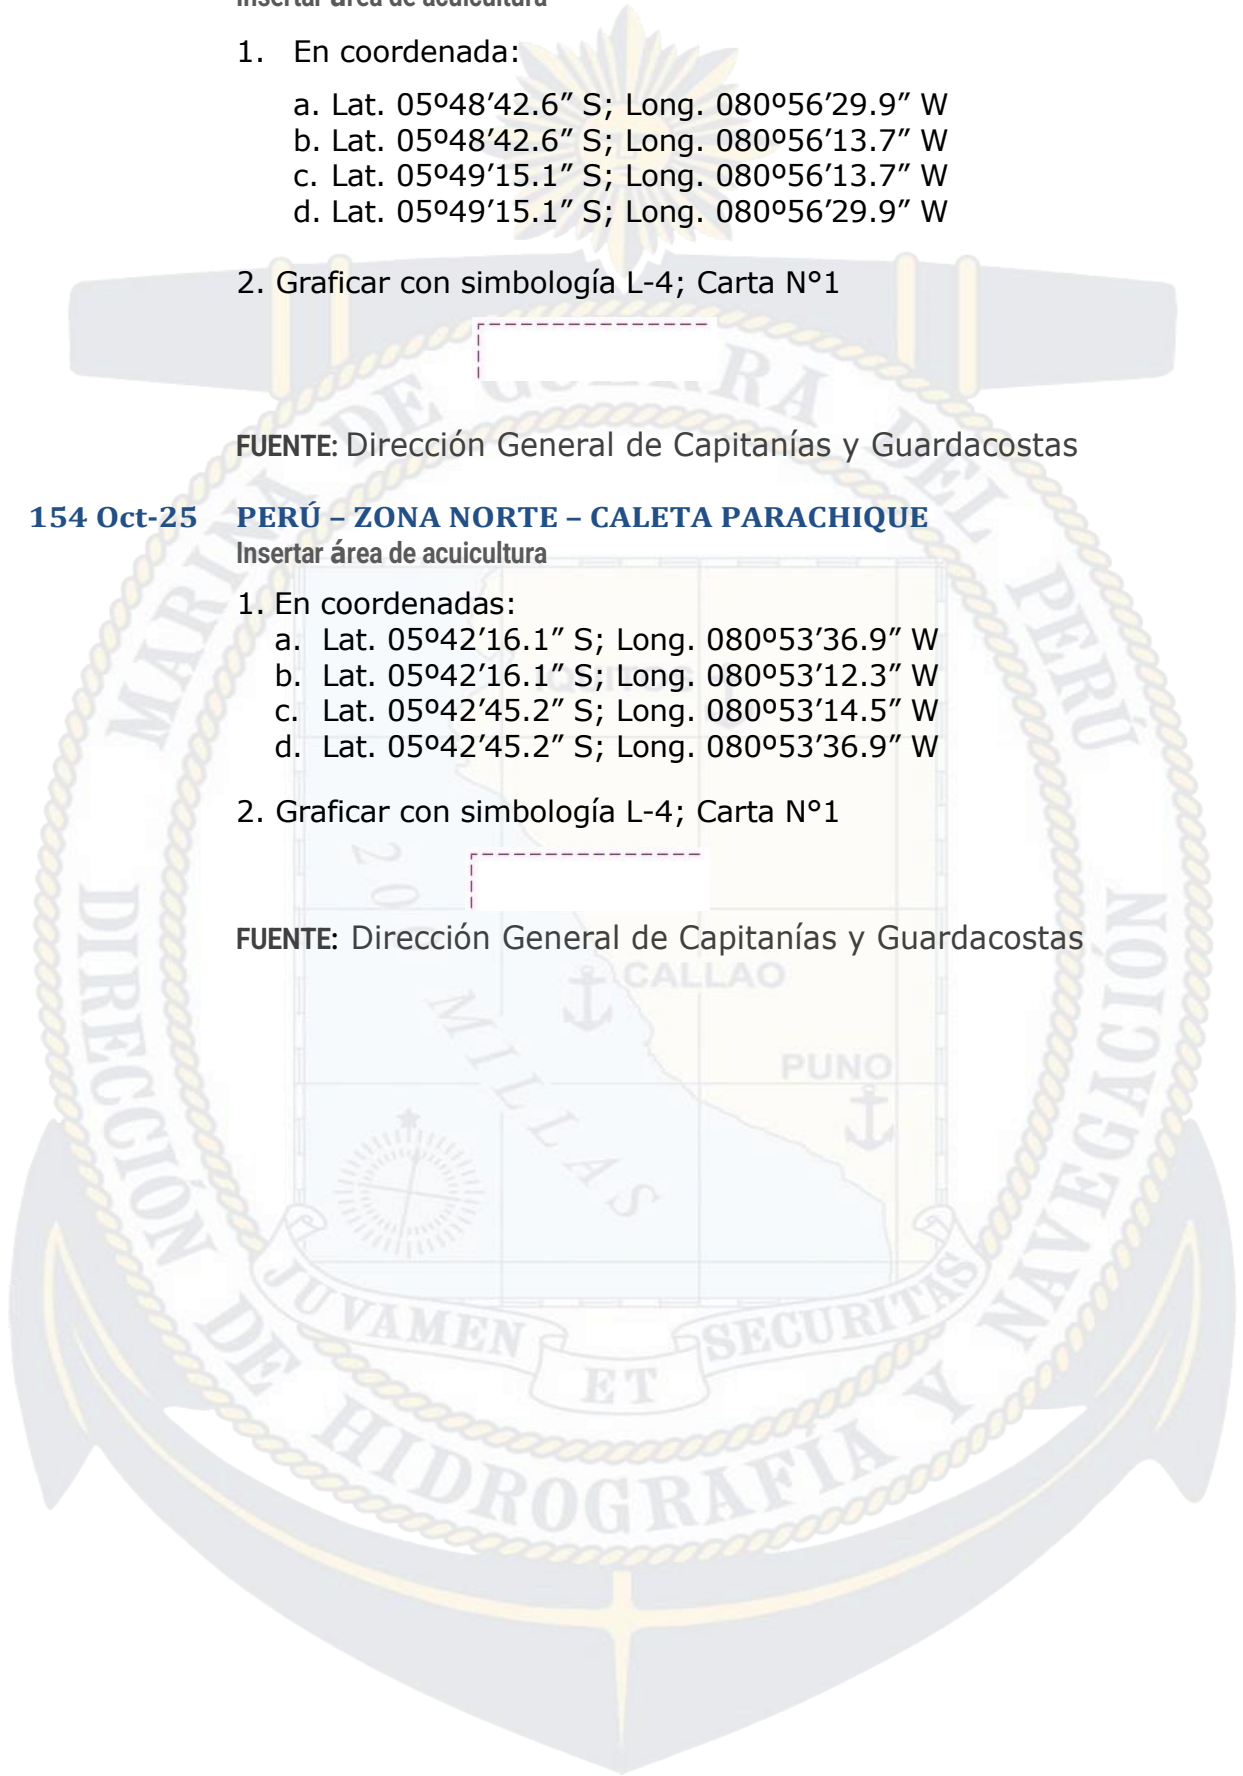 Insertar área de acuicultura
1. En coordenada:
a. Lat. 05º48’42.6” S; Long. 080º56’29.9” W
b. Lat. 05º48’42.6” S; Long. 080º56’13.7” W
c. Lat. 05º49’15.1” S; Long. 080º56’13.7” W
d. Lat. 05º49’15.1” S; Long. 080º56’29.9” W
2. Graficar con simbología L-4; Carta N°1
FUENTE: Dirección General de Capitanías y Guardacostas
154 Oct-25 PERÚ – ZONA NORTE – CALETA PARACHIQUE
Insertar área de acuicultura
1. En coordenadas:
a. Lat. 05º42’16.1” S; Long. 080º53’36.9” W
b. Lat. 05º42’16.1” S; Long. 080º53’12.3” W
c. Lat. 05º42’45.2” S; Long. 080º53’14.5” W
d. Lat. 05º42’45.2” S; Long. 080º53’36.9” W
2. Graficar con simbología L-4; Carta N°1
FUENTE: Dirección General de Capitanías y Guardacostas
MARINA DE GUERRA DEL PERÚ
IQUITOS
200 MILLAS
CALLAO
PUNO
JUVAMEN ET SECURITAS
DIRECCIÓN DE HIDROGRAFÍA Y NAVEGACIÓN